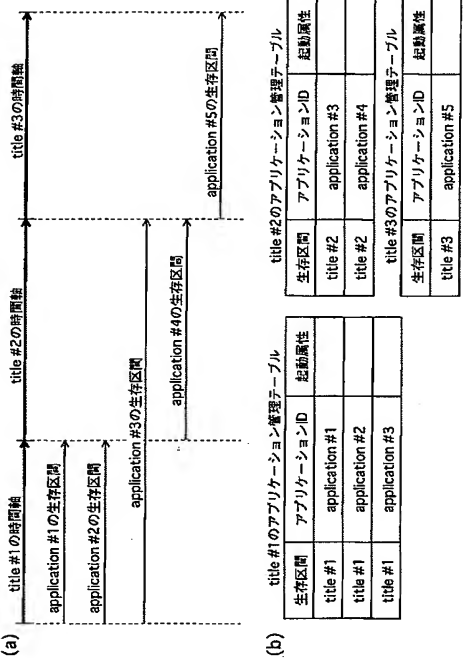 (a)
title #1の時間軸
title #2の時間軸
title #3の時間軸
application #1の生存区間
application #2の生存区間
application #3の生存区間
application #4の生存区間
application #5の生存区間
(b)
title #1のアプリケーション管理テーブル
生存区間 アプリケーションID 起動属性
title #1 application #1
title #1 application #2
title #1 application #3
title #2のアプリケーション管理テーブル
生存区間 アプリケーションID 起動属性
title #2 application #3
title #2 application #4
title #3のアプリケーション管理テーブル
生存区間 アプリケーションID 起動属性
title #3 application #5